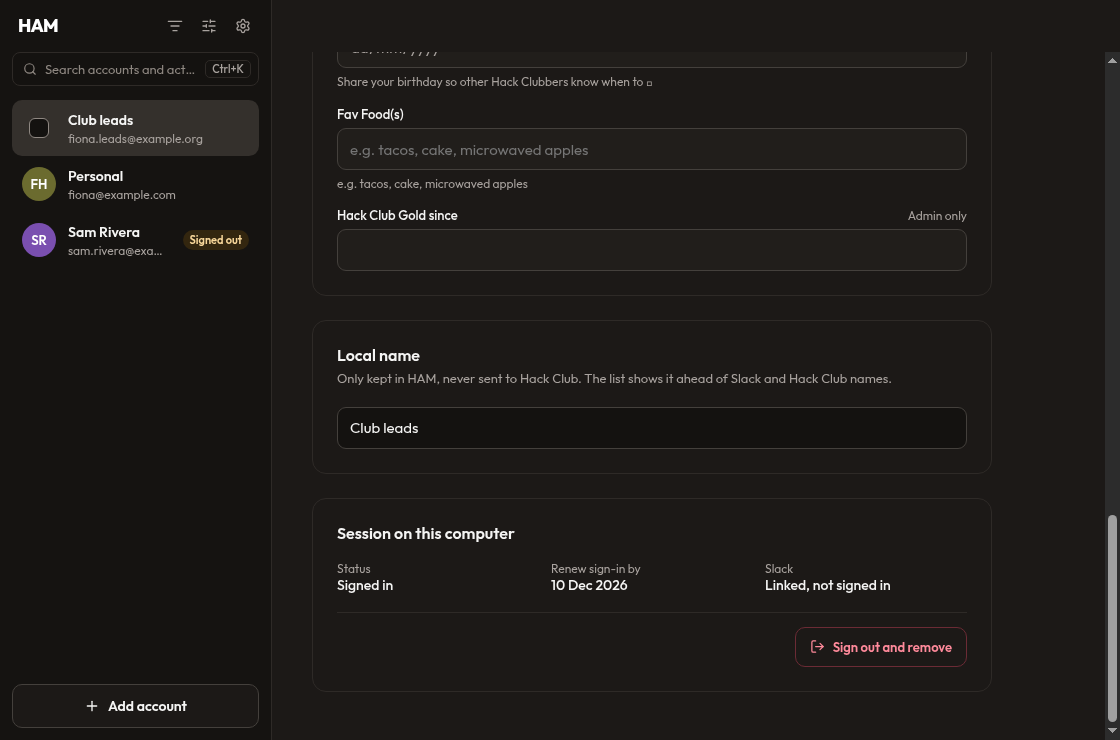 HAM
Search accounts and act... Ctrl+K
Club leads
fiona.leads@example.org
FH
Personal
fiona@example.com
SR
Sam Rivera
sam.rivera@exa...
Signed out
Add account
Share your birthday so other Hack Clubbers know when to
Fav Food(s)
e.g. tacos, cake, microwaved apples
e.g. tacos, cake, microwaved apples
Hack Club Gold since
Admin only
Local name
Only kept in HAM, never sent to Hack Club. The list shows it ahead of Slack and Hack Club names.
Club leads
Session on this computer
Status
Signed in
Renew sign-in by
10 Dec 2026
Slack
Linked, not signed in
Sign out and remove